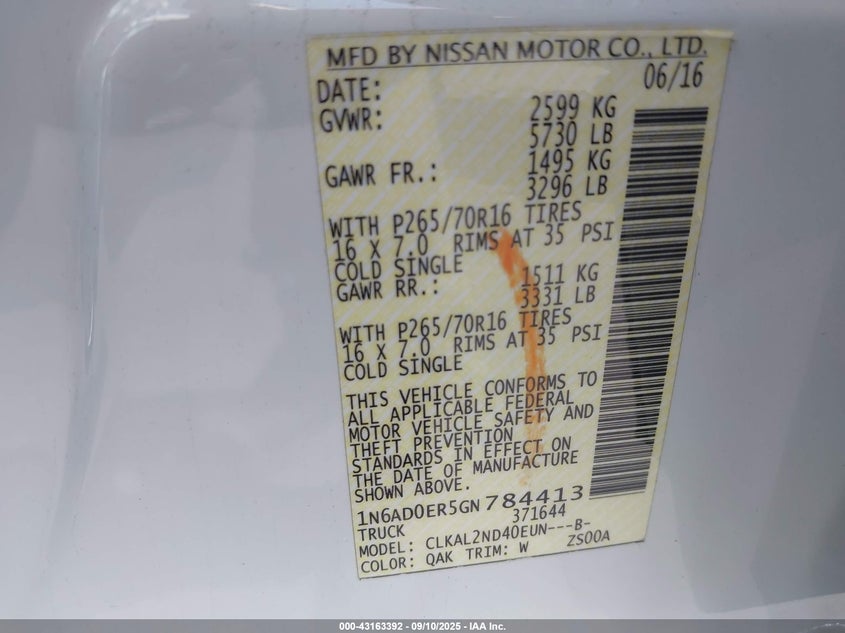 MFD BY NISSAN MOTOR CO., LTD.
DATE: 06/16
GVWR: 2599 KG
5730 LB
GAWR FR.: 1495 KG
3296 LB
WITH P265/70R16 TIRES
16 X 7.0 RIMS AT 35 PSI
COLD SINGLE
GAWR RR.: 1511 KG
3331 LB
WITH P265/70R16 TIRES
16 X 7.0 RIMS AT 35 PSI
COLD SINGLE
THIS VEHICLE CONFORMS TO
ALL APPLICABLE FEDERAL
MOTOR VEHICLE SAFETY AND
THEFT PREVENTION
STANDARDS IN EFFECT ON
THE DATE OF MANUFACTURE
SHOWN ABOVE.
1N6AD0ER5GN784413
TRUCK 371644
MODEL: CLKAL2ND40EUN---B-
COLOR: QAK TRIM: W ZS00A
000-43163392 - 09/10/2025 - IAA Inc.